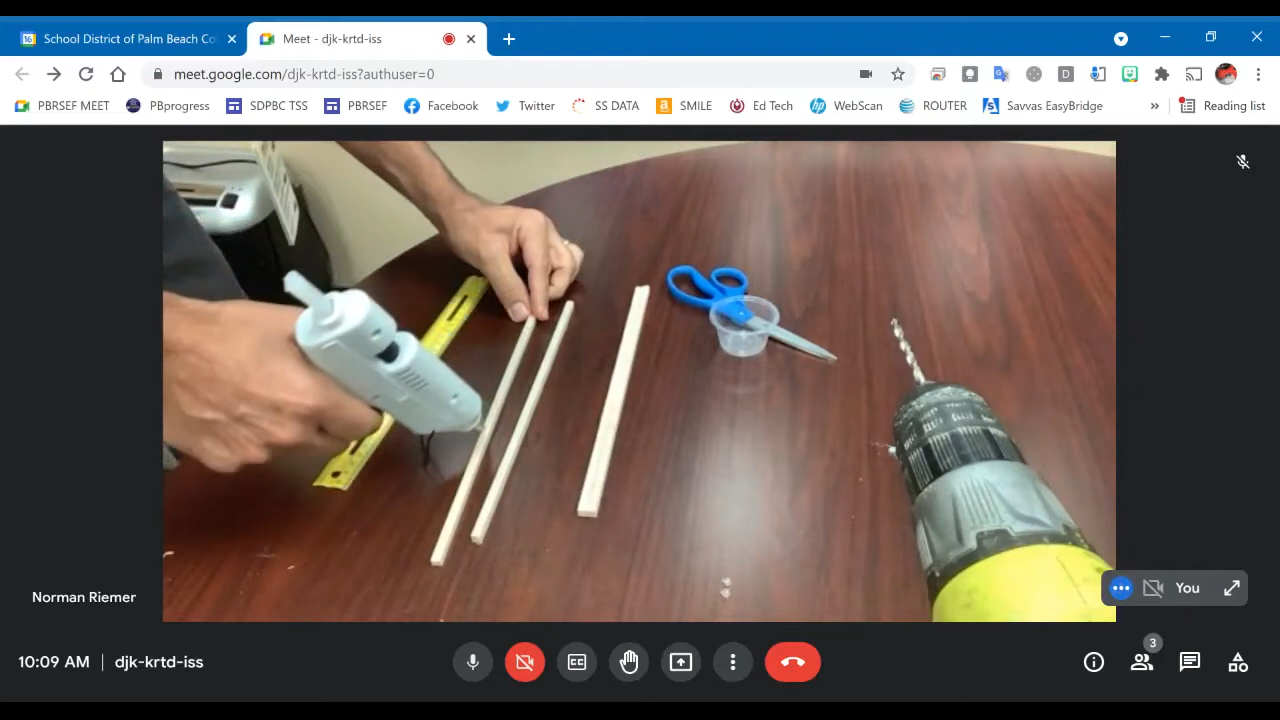 16
School District of Palm Beach Co
Meet - djk-krtd-iss
meet.google.com/djk-krtd-iss?authuser=0
PBRSEF MEET
PBprogress
SDPBC TSS
PBRSEF
Facebook
Twitter
SS DATA
SMILE
Ed Tech
WebScan
ROUTER
Savvas EasyBridge
Reading list
Norman Riemer
You
10:09 AM
djk-krtd-iss
3